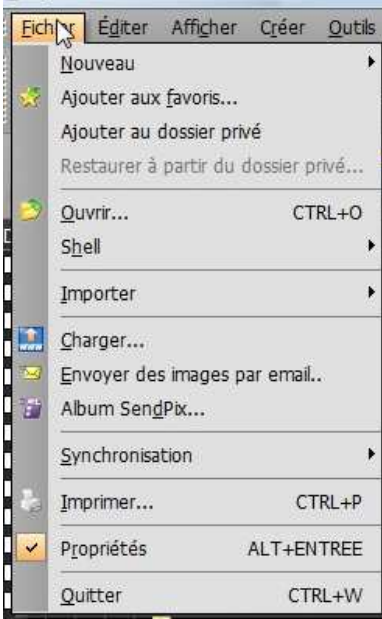 Fichier Éditer Afficher Créer Outils
Nouveau
Ajouter aux favoris...
Ajouter au dossier privé
Restaurer à partir du dossier privé...
Ouvrir... CTRL+O
Shell
Importer
Charger...
Envoyer des images par email..
Album SendPix...
Synchronisation
Imprimer... CTRL+P
Propriétés ALT+ENTREE
Quitter CTRL+W